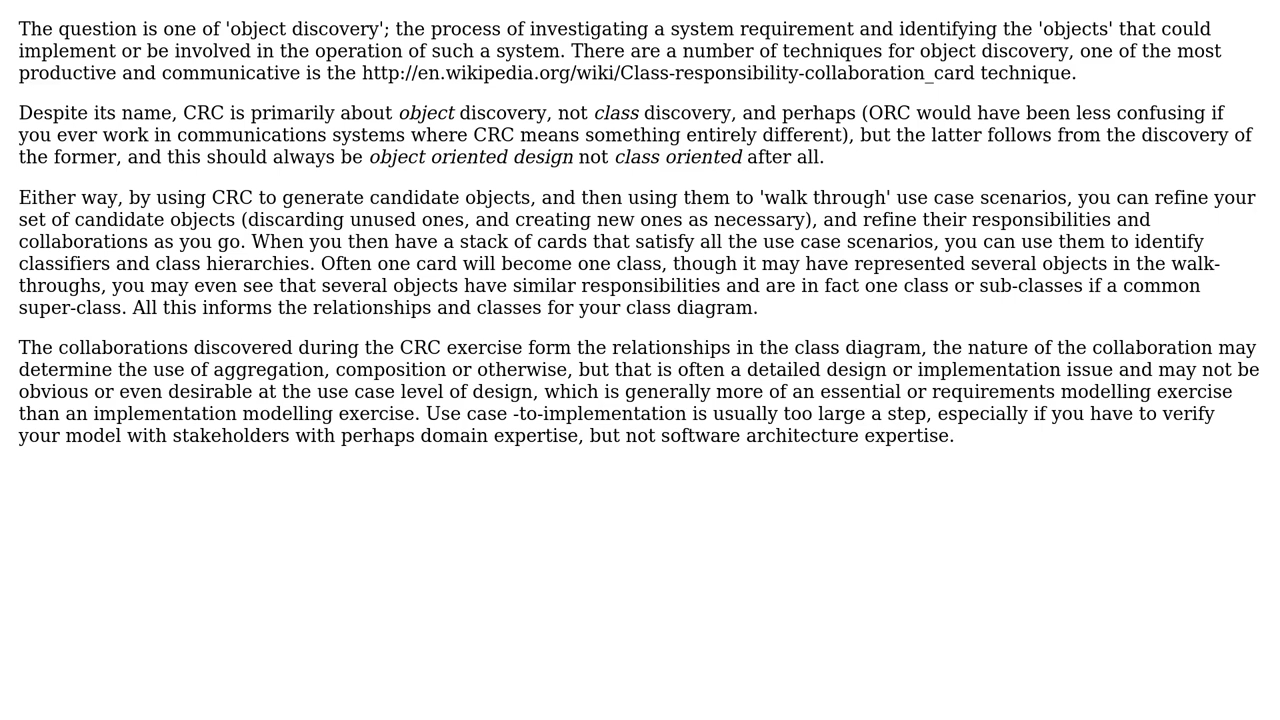 The question is one of 'object discovery'; the process of investigating a system requirement and identifying the 'objects' that could
implement or be involved in the operation of such a system. There are a number of techniques for object discovery, one of the most
productive and communicative is the http://en.wikipedia.org/wiki/Class-responsibility-collaboration_card technique.
Despite its name, CRC is primarily about object discovery, not class discovery, and perhaps (ORC would have been less confusing if
you ever work in communications systems where CRC means something entirely different), but the latter follows from the discovery of
the former, and this should always be object oriented design not class oriented after all.
Either way, by using CRC to generate candidate objects, and then using them to 'walk through' use case scenarios, you can refine your
set of candidate objects (discarding unused ones, and creating new ones as necessary), and refine their responsibilities and
collaborations as you go. When you then have a stack of cards that satisfy all the use case scenarios, you can use them to identify
classifiers and class hierarchies. Often one card will become one class, though it may have represented several objects in the walk-
throughs, you may even see that several objects have similar responsibilities and are in fact one class or sub-classes if a common
super-class. All this informs the relationships and classes for your class diagram.
The collaborations discovered during the CRC exercise form the relationships in the class diagram, the nature of the collaboration may
determine the use of aggregation, composition or otherwise, but that is often a detailed design or implementation issue and may not be
obvious or even desirable at the use case level of design, which is generally more of an essential or requirements modelling exercise
than an implementation modelling exercise. Use case -to-implementation is usually too large a step, especially if you have to verify
your model with stakeholders with perhaps domain expertise, but not software architecture expertise.